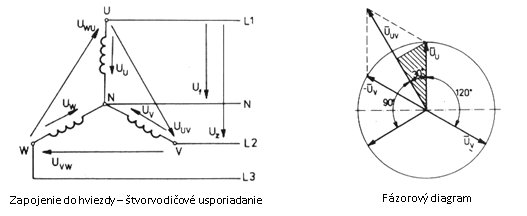 U
L1
U_WU
U_U
U_f
N
N
U_W
U_V
U_UV
U_z
W
V
L2
U_VW
L3
Zapojenie do hviezdy – štvorvodičové usporiadanie
U_UV
U_U
-U_V
30°
120°
90°
U_V
Fázorový diagram